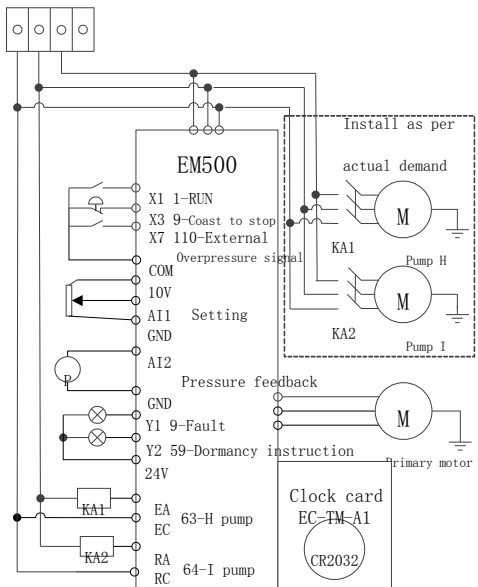 Install as per
actual demand
EM500
X1 1-RUN
X3 9-Coast to stop
X7 110-External
Overpressure signal
COM
10V
AI1 Setting
GND
AI2
Pressure feedback
GND
Y1 9-Fault
Y2 59-Dormancy instruction
24V
EA
63-H pump
EC
RA
64-I pump
RC
P
KA1
KA2
M
KA1
Pump H
M
KA2
Pump I
M
Primary motor
Clock card
EC-TM-A1
CR2032